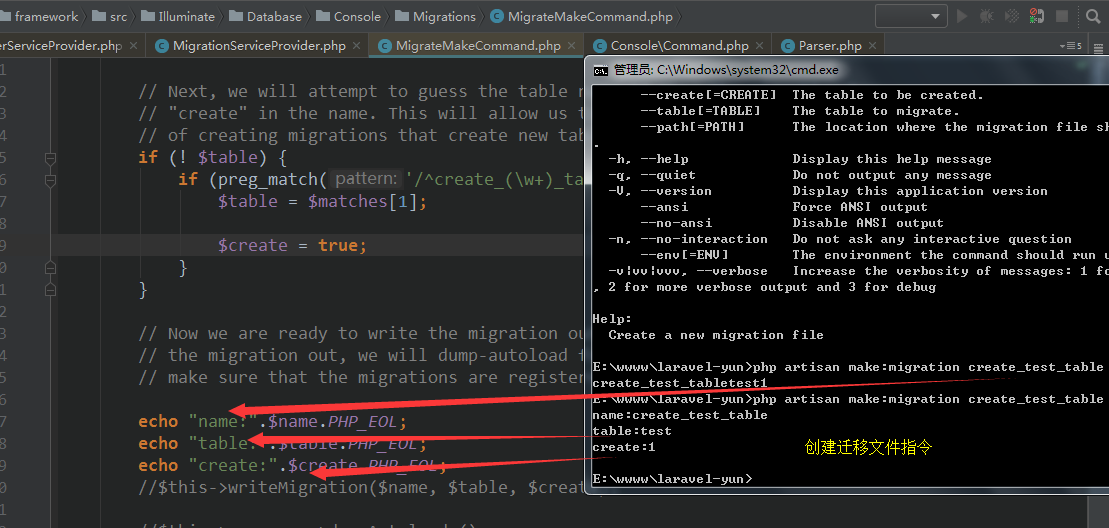 framework
src
Illuminate
Database
Console
Migrations
MigrateMakeCommand.php
erServiceProvider.php
MigrationServiceProvider.php
MigrateMakeCommand.php
Console\Command.php
Parser.php
// Next, we will attempt to guess the table
// "create" in the name. This will allow us
// of creating migrations that create new
if (! $table) {
if (preg_match( pattern: '/^create_(\w+)_ta
$table = $matches[1];
$create = true;
}
}
// Now we are ready to write the migration
// the migration out, we will dump-autoload
// make sure that the migrations are
echo "name:".$name.PHP_EOL;
echo "table:".$table.PHP_EOL;
echo "create:".$create.PHP_EOL;
//$this->writeMigration($name, $table, $creat
管理员: C:\Windows\system32\cmd.exe
--create[=CREATE]  The table to be created.
--table[=TABLE]  The table to migrate.
--path[=PATH]  The location where the migration file sh
.
-h, --help  Display this help message
-q, --quiet  Do not output any message
-V, --version  Display this application version
--ansi  Force ANSI output
--no-ansi  Disable ANSI output
-n, --no-interaction  Do not ask any interactive question
--env[=ENV]  The environment the command should run u
-v|vv|vvv, --verbose  Increase the verbosity of messages: 1 fo
, 2 for more verbose output and 3 for debug
Help:
Create a new migration file
E:\www\laravel-yun>php artisan make:migration create_test_table
create_test_tabletest1
E:\www\laravel-yun>php artisan make:migration create_test_table
name:create_test_table
table:test
create:1
创建迁移文件指令
E:\www\laravel-yun>